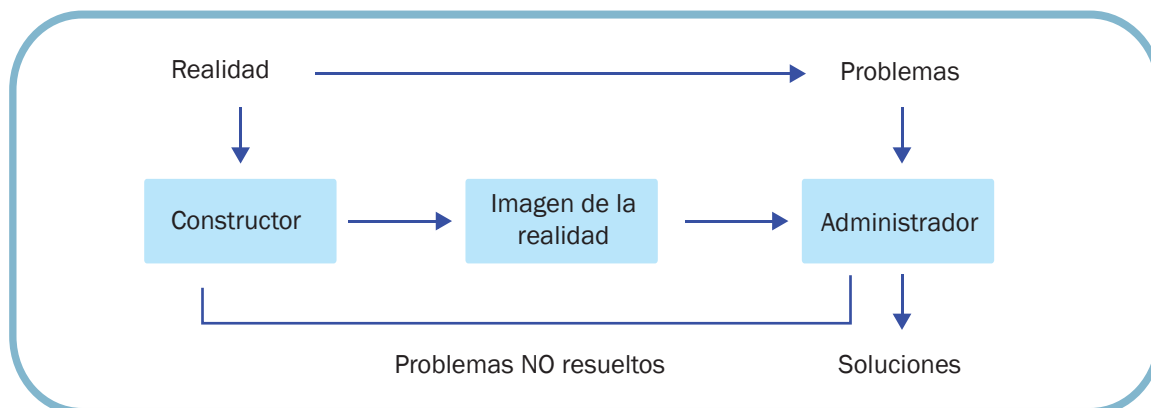 Realidad
Problemas
Constructor
Imagen de la
realidad
Administrador
Problemas NO resueltos
Soluciones